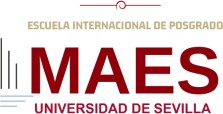 ESCUELA INTERNACIONAL DE POSGRADO
MAES
UNIVERSIDAD DE SEVILLA